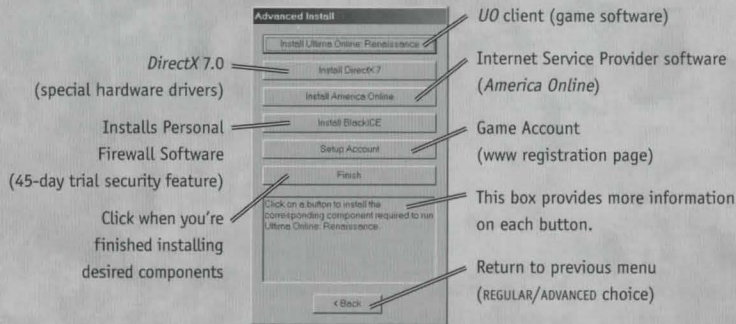 Advanced Install
UO client (game software)
Install Ultima Online: Renaissance
DirectX 7.0
(special hardware drivers)
Install DirectX 7
Internet Service Provider software
(America Online)
Install America Online
Installs Personal
Firewall Software
(45-day trial security feature)
Install BlackICE
Game Account
(www registration page)
Setup Account
Finish
Click when you're
finished installing
desired components
Click on a button to install the
corresponding component required to run
Ultima Online: Renaissance.
This box provides more information
on each button.
Return to previous menu
(REGULAR/ADVANCED choice)
< Back